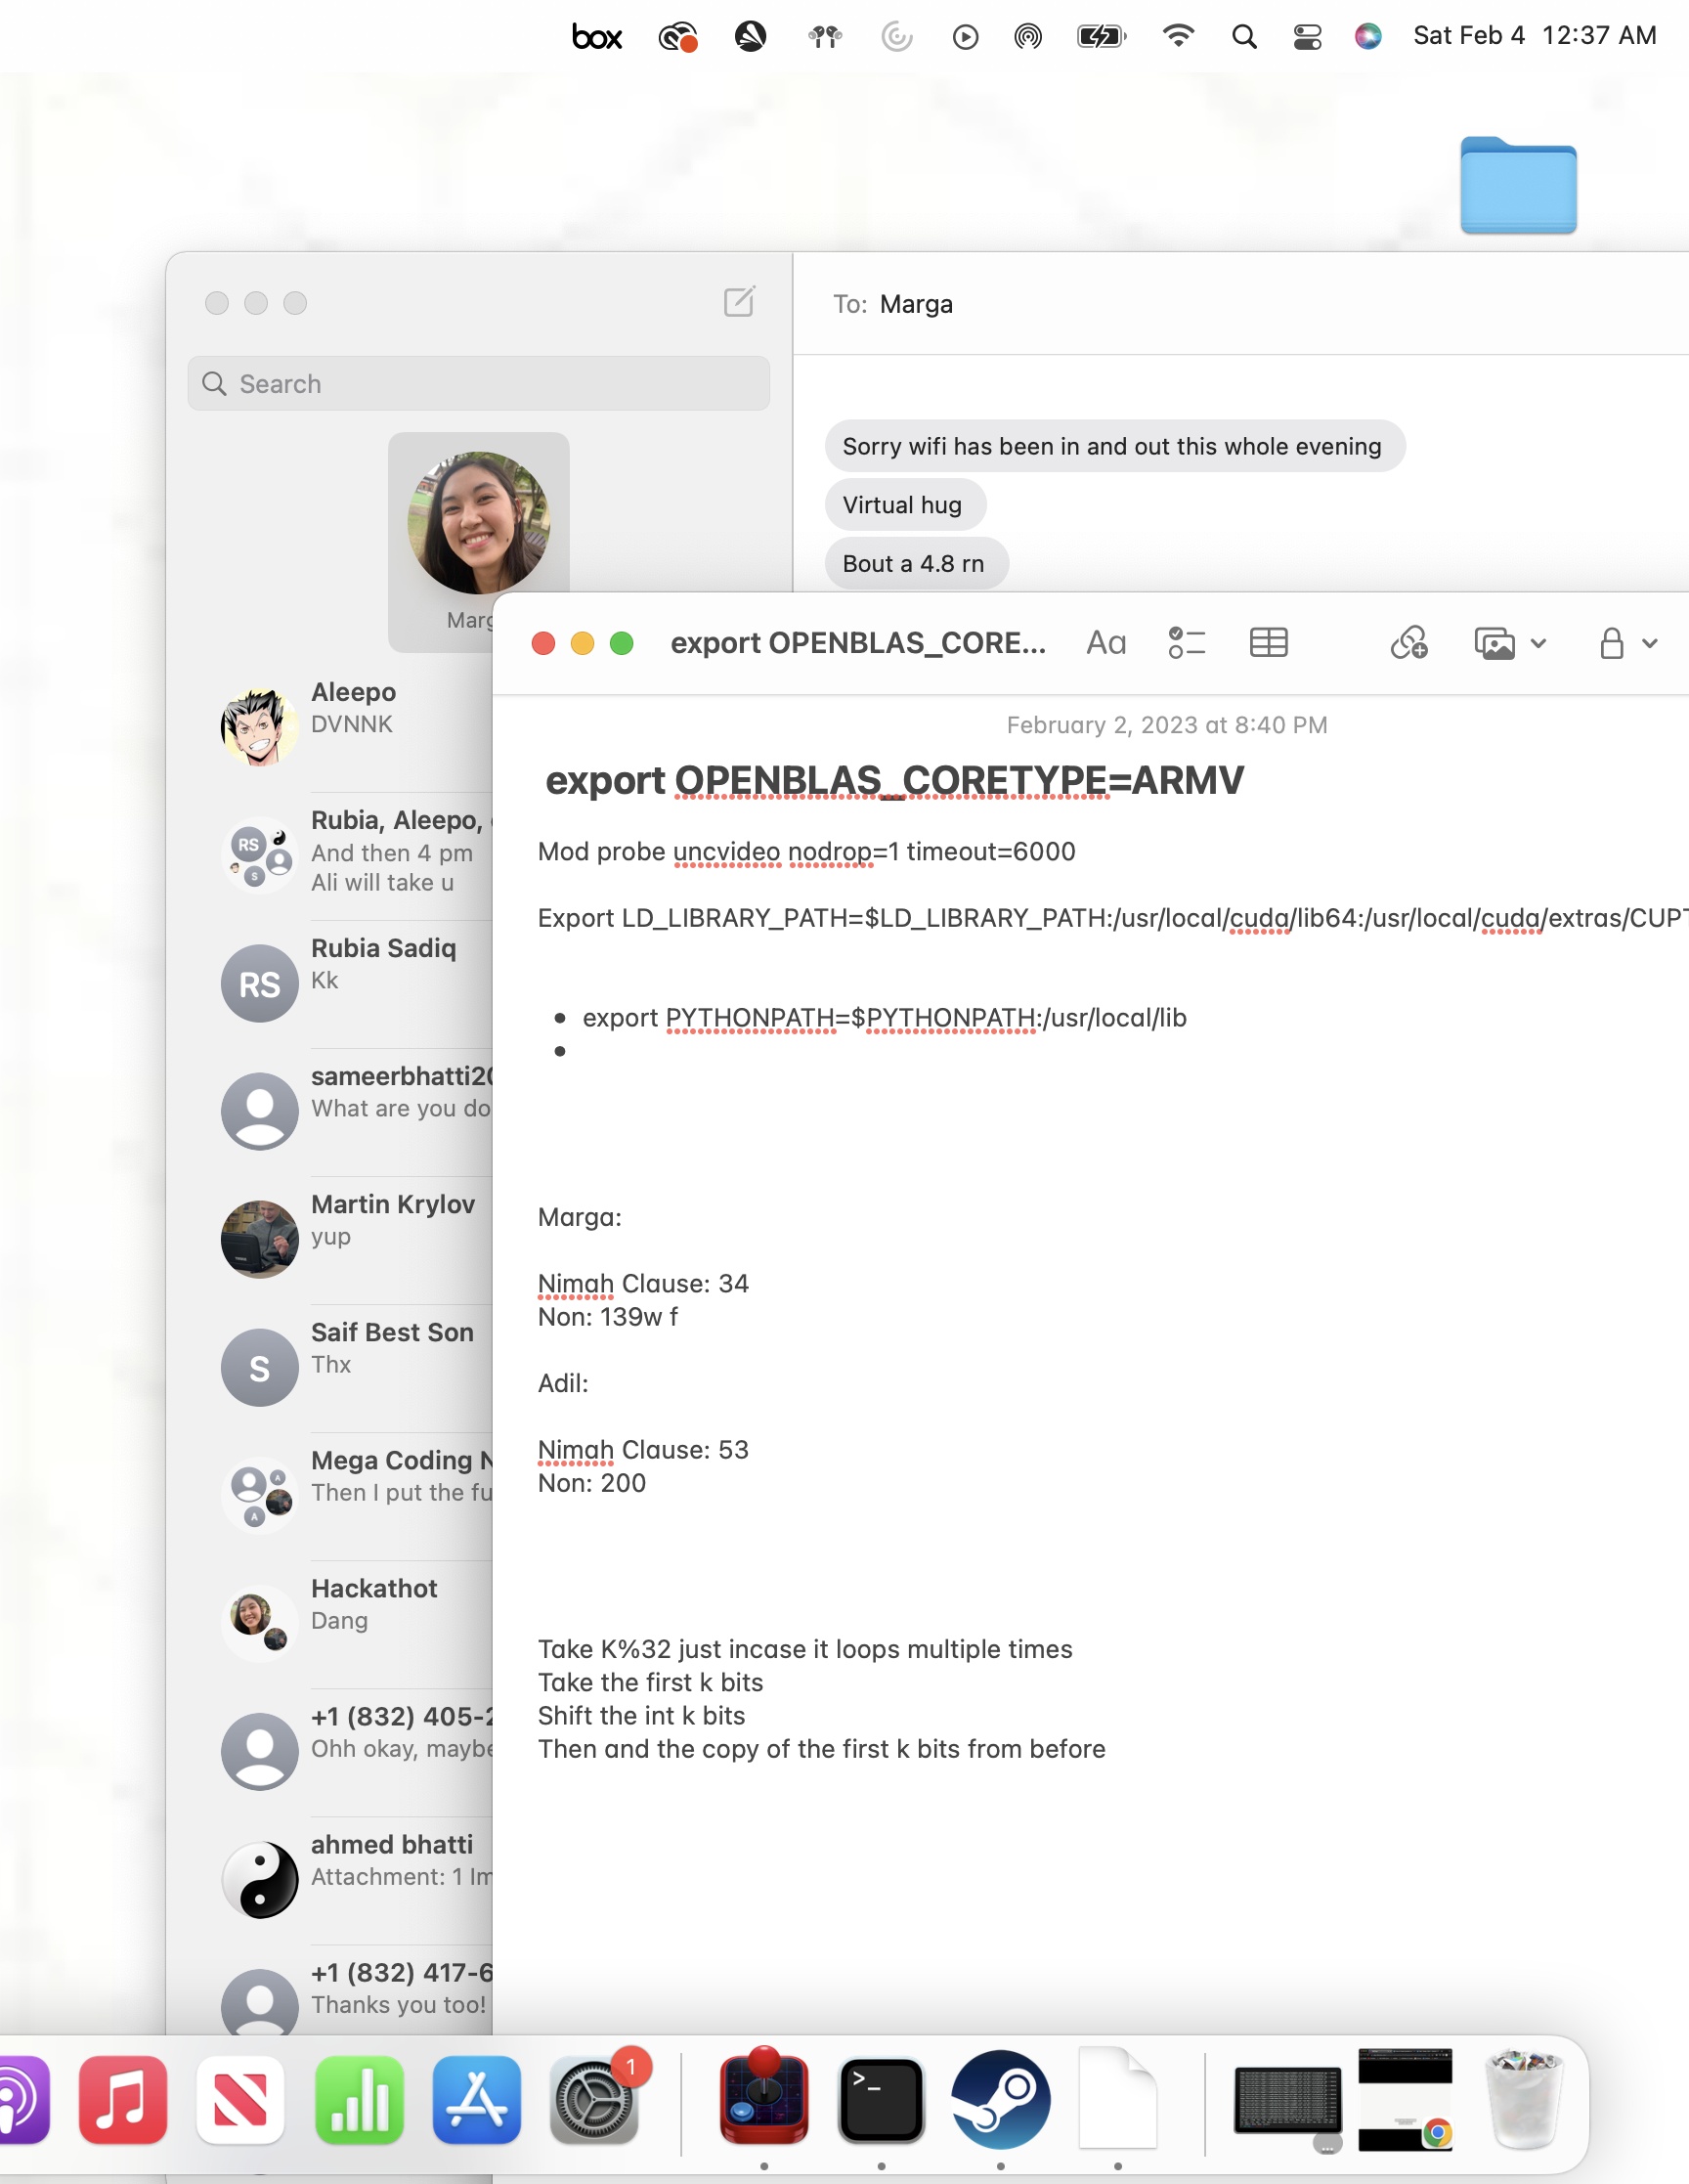 box Sat Feb 4 12:37 AM
Search
To: Marga
Sorry wifi has been in and out this whole evening
Virtual hug
Bout a 4.8 rn
Marg
Aleepo
DVNNK
Rubia, Aleepo,
And then 4 pm
Ali will take u
RS
S
Rubia Sadiq
Kk
RS
sameerbhatti20
What are you do
Martin Krylov
yup
Saif Best Son
Thx
S
Mega Coding N
Then I put the fu
A
A
Hackathot
Dang
+1 (832) 405-2
Ohh okay, maybe
ahmed bhatti
Attachment: 1 Im
+1 (832) 417-6
Thanks you too!
export OPENBLAS_CORE... Aa
February 2, 2023 at 8:40 PM
export OPENBLAS_CORETYPE=ARMV
Mod probe uncvideo nodrop=1 timeout=6000
Export LD_LIBRARY_PATH=$LD_LIBRARY_PATH:/usr/local/cuda/lib64:/usr/local/cuda/extras/CUPT
• export PYTHONPATH=$PYTHONPATH:/usr/local/lib
•
Marga:
Nimah Clause: 34
Non: 139w f
Adil:
Nimah Clause: 53
Non: 200
Take K%32 just incase it loops multiple times
Take the first k bits
Shift the int k bits
Then and the copy of the first k bits from before
1
>_